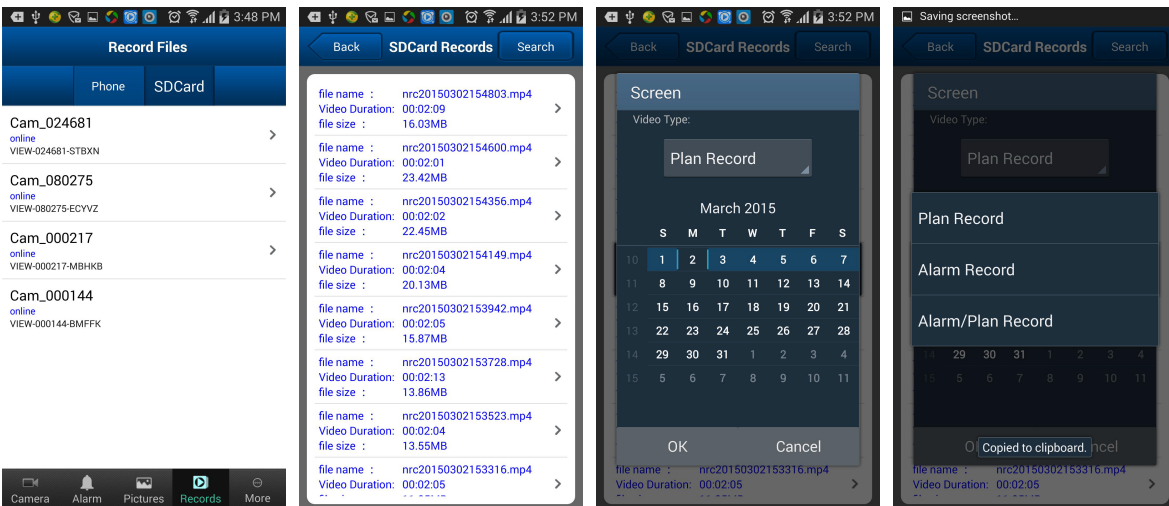 3:48 PM
Record Files
Phone SDCard
Cam_024681
online
VIEW-024681-STBXN
Cam_080275
online
VIEW-080275-ECYVZ
Cam_000217
online
VIEW-000217-MBHKB
Cam_000144
online
VIEW-000144-BMFFK
Camera Alarm Pictures Records More
3:52 PM
Back SDCard Records Search
file name : nrc20150302154803.mp4
Video Duration: 00:02:09
file size : 16.03MB
file name : nrc20150302154600.mp4
Video Duration: 00:02:01
file size : 23.42MB
file name : nrc20150302154356.mp4
Video Duration: 00:02:02
file size : 22.45MB
file name : nrc20150302154149.mp4
Video Duration: 00:02:04
file size : 20.13MB
file name : nrc20150302153942.mp4
Video Duration: 00:02:05
file size : 15.87MB
file name : nrc20150302153728.mp4
Video Duration: 00:02:13
file size : 13.86MB
file name : nrc20150302153523.mp4
Video Duration: 00:02:04
file size : 13.55MB
file name : nrc20150302153316.mp4
Video Duration: 00:02:05
3:52 PM
Back SDCard Records Search
Screen
Video Type:
Plan Record
March 2015
S M T W T F S
10 1 2 3 4 5 6 7
11 8 9 10 11 12 13 14
12 15 16 17 18 19 20 21
13 22 23 24 25 26 27 28
14 29 30 31 1 2 3 4
15 5 6 7 8 9 10 11
OK Cancel
file name : nrc20150302153316.mp4
Video Duration: 00:02:05
Saving screenshot...
Back SDCard Records Search
Screen
Video Type:
Plan Record
Plan Record
Alarm Record
Alarm/Plan Record
14 29 30 31 1 2 3 4
15 5 6 7 8 9 10 11
Copied to clipboard.
file name : nrc20150302153316.mp4
Video Duration: 00:02:05